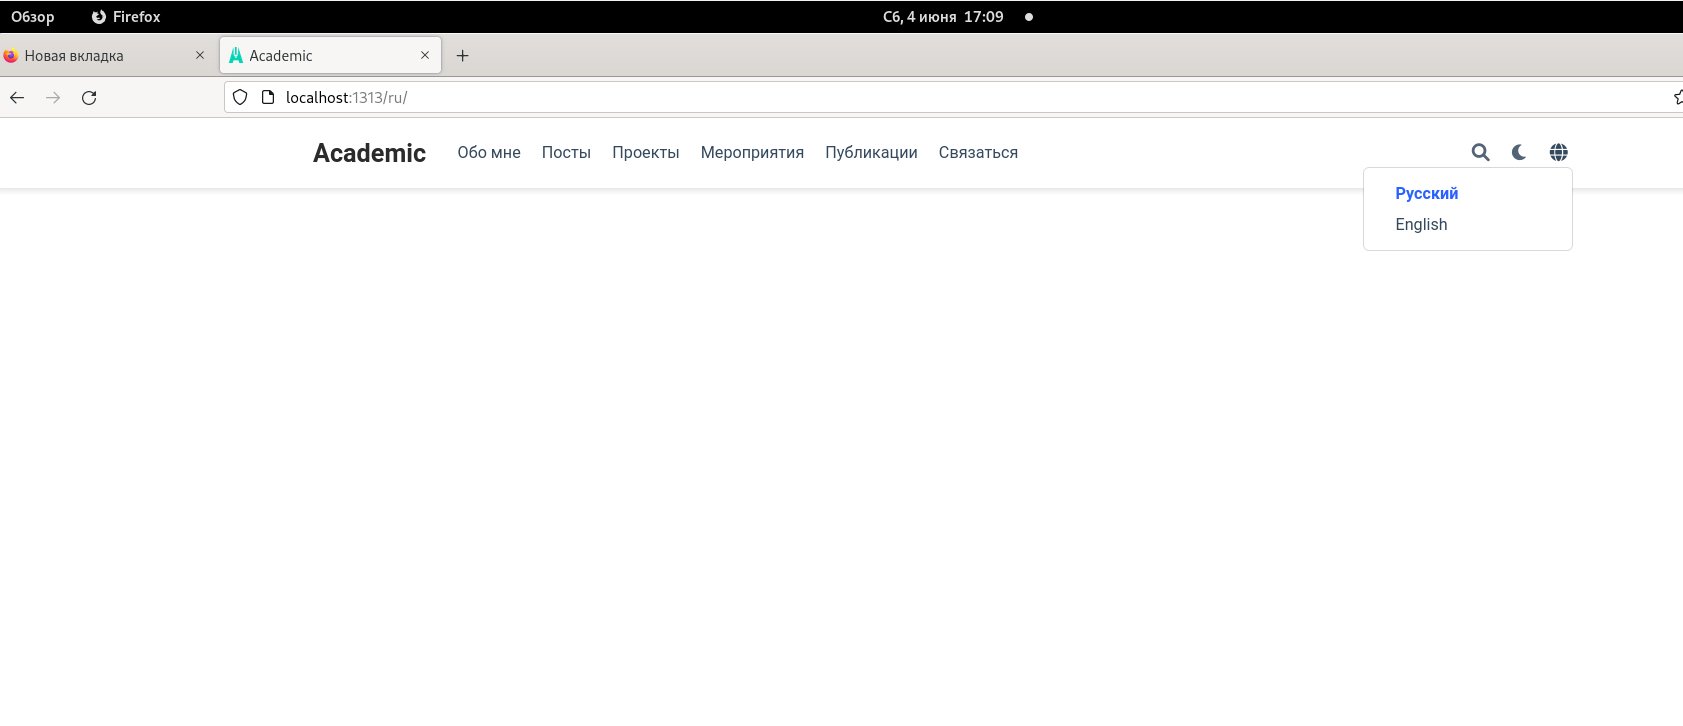 Обзор Firefox Сб, 4 июня 17:09
Новая вкладка Academic
localhost:1313/ru/
Academic Обо мне Посты Проекты Мероприятия Публикации Связаться
Русский
English